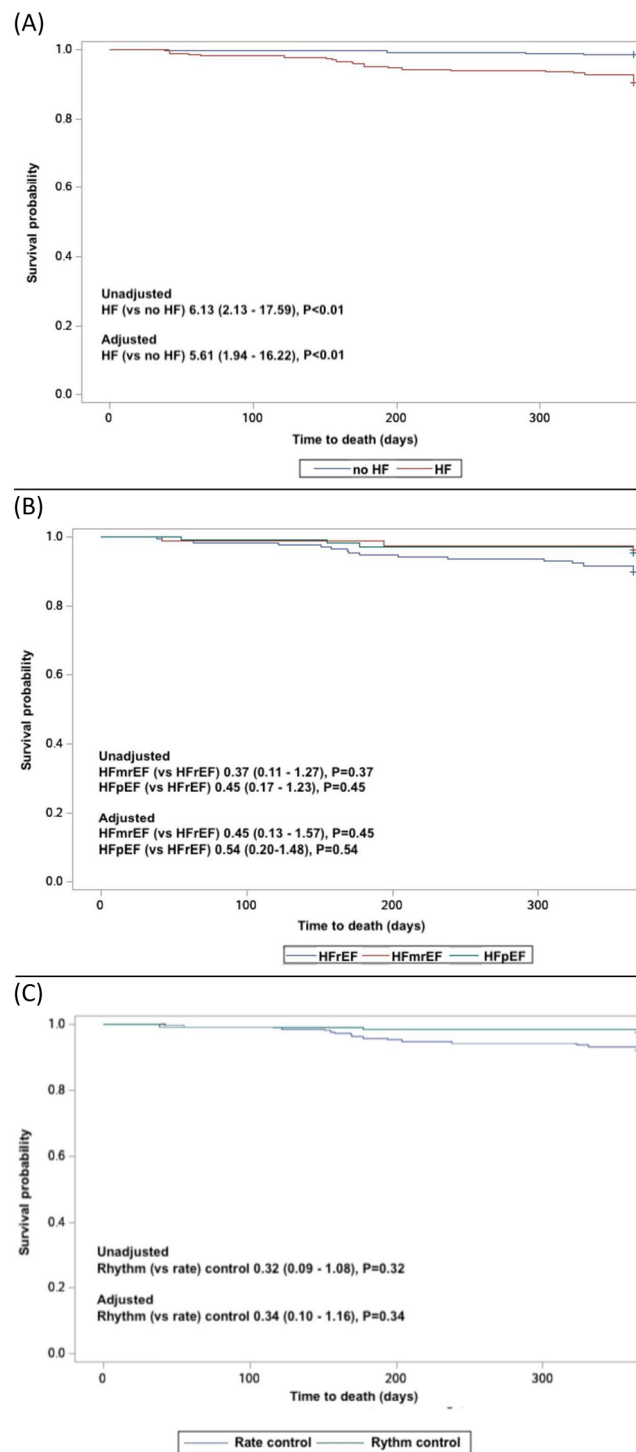 (A)
1.0
0.8
0.6
0.4
0.2
0.0
Survival probability
Unadjusted
HF (vs no HF) 6.13 (2.13 - 17.59), P<0.01
Adjusted
HF (vs no HF) 5.61 (1.94 - 16.22), P<0.01
0 100 200 300
Time to death (days)
no HF HF
(B)
1.0
0.8
0.6
0.4
0.2
0.0
Survival probability
Unadjusted
HFmrEF (vs HFrEF) 0.37 (0.11 - 1.27), P=0.37
HFpEF (vs HFrEF) 0.45 (0.17 - 1.23), P=0.45
Adjusted
HFmrEF (vs HFrEF) 0.45 (0.13 - 1.57), P=0.45
HFpEF (vs HFrEF) 0.54 (0.20-1.48), P=0.54
0 100 200 300
Time to death (days)
HFrEF HFmrEF HFpEF
(C)
1.0
0.8
0.6
0.4
0.2
0.0
Survival probability
Unadjusted
Rhythm (vs rate) control 0.32 (0.09 - 1.08), P=0.32
Adjusted
Rhythm (vs rate) control 0.34 (0.10 - 1.16), P=0.34
0 100 200 300
Time to death (days)
Rate control Rythm control